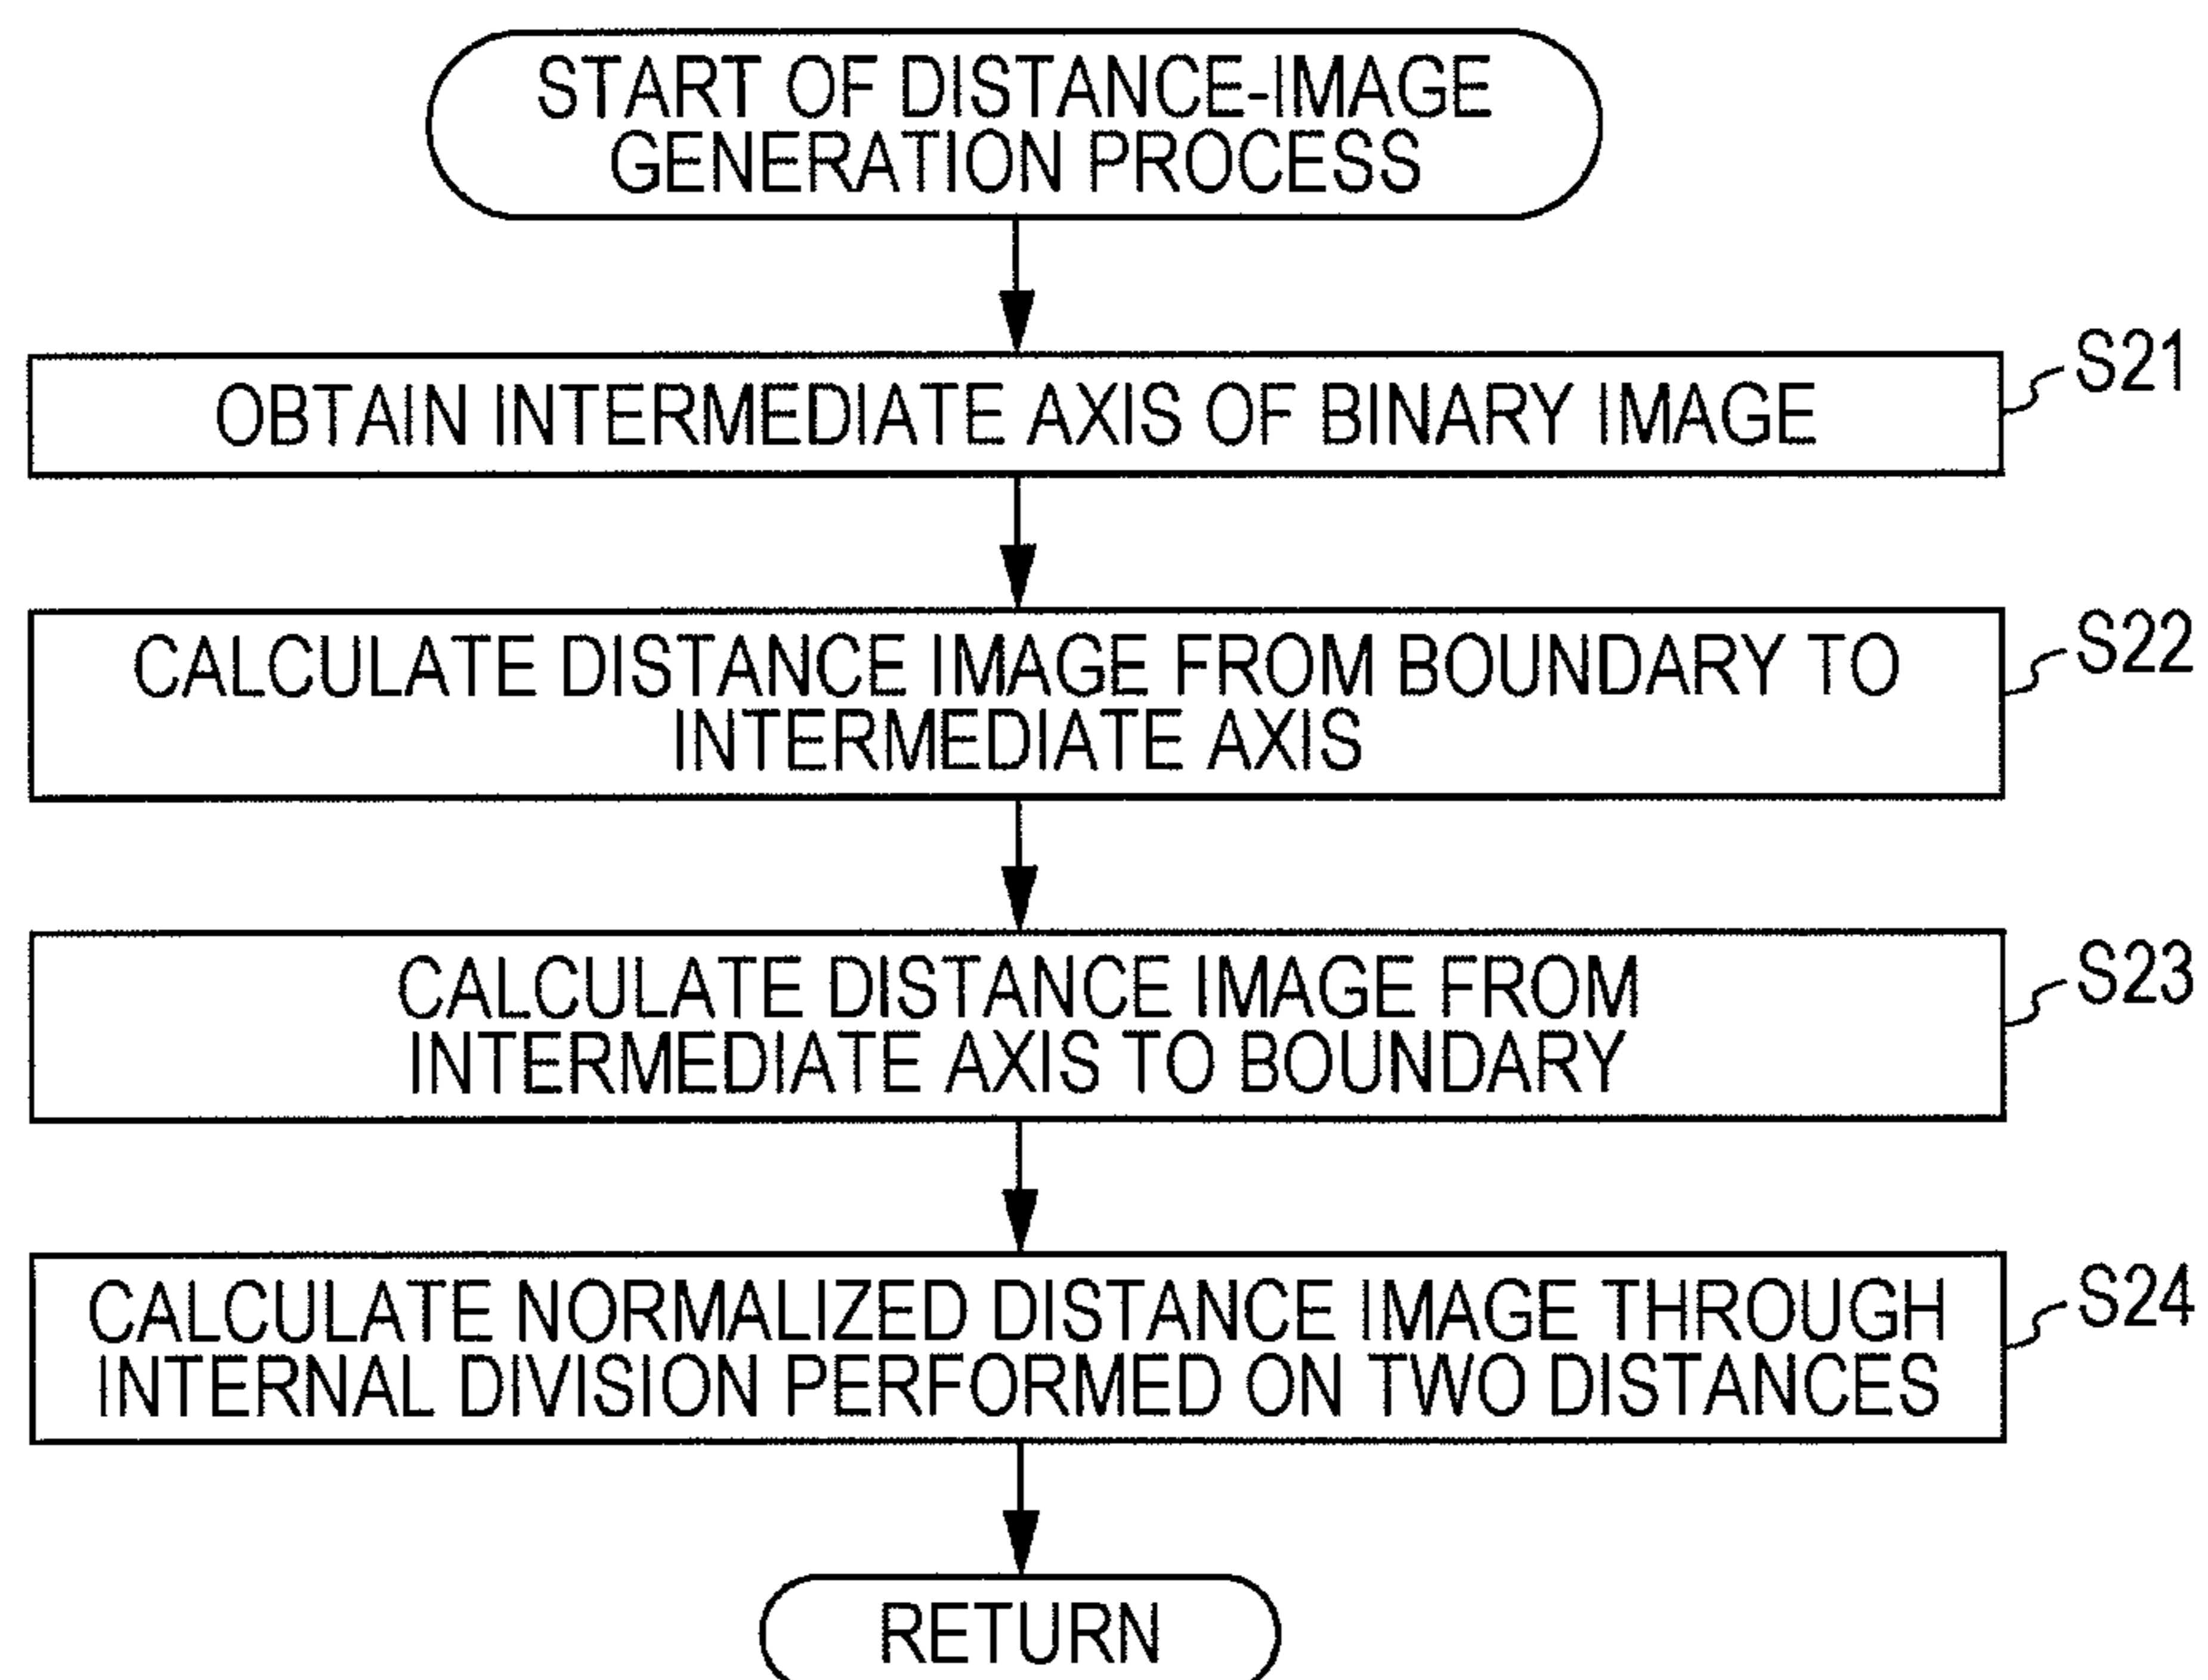 START OF DISTANCE-IMAGE
GENERATION PROCESS
OBTAIN INTERMEDIATE AXIS OF BINARY IMAGE
S21
CALCULATE DISTANCE IMAGE FROM BOUNDARY TO
INTERMEDIATE AXIS
S22
CALCULATE DISTANCE IMAGE FROM
INTERMEDIATE AXIS TO BOUNDARY
S23
CALCULATE NORMALIZED DISTANCE IMAGE THROUGH
INTERNAL DIVISION PERFORMED ON TWO DISTANCES
S24
RETURN